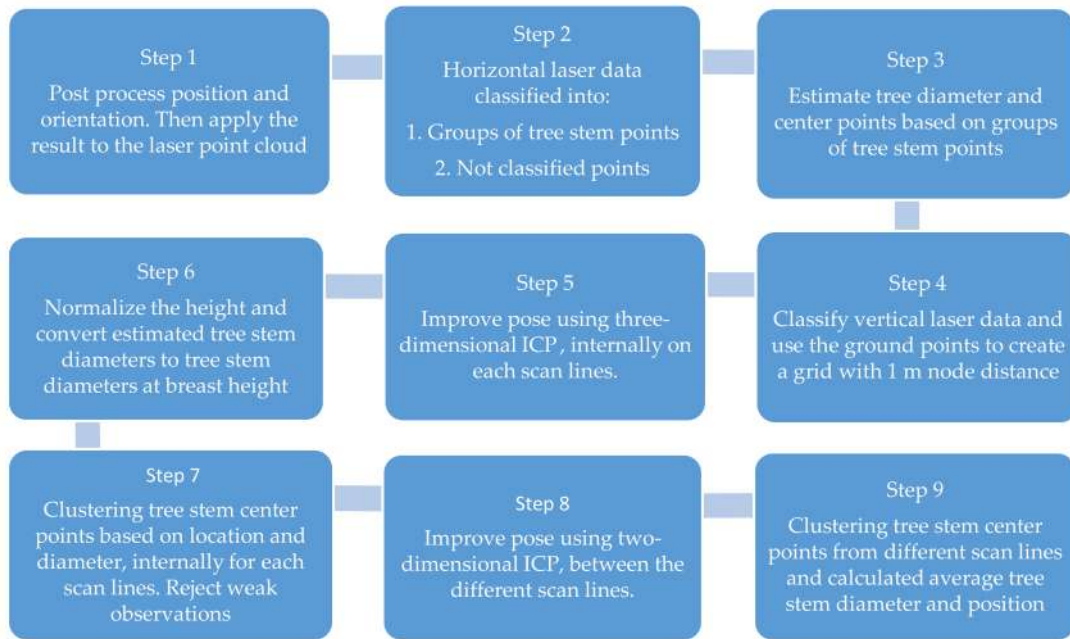 Step 1
Post process position and
orientation. Then apply the
result to the laser point cloud
Step 2
Horizontal laser data
classified into:
1. Groups of tree stem points
2. Not classified points
Step 3
Estimate tree diameter and
center points based on groups
of tree stem points
Step 4
Classify vertical laser data and
use the ground points to create
a grid with 1 m node distance
Step 5
Improve pose using three-
dimensional ICP, internally on
each scan lines.
Step 6
Normalize the height and
convert estimated tree stem
diameters to tree stem
diameters at breast height
Step 7
Clustering tree stem center
points based on location and
diameter, internally for each
scan lines. Reject weak
observations
Step 8
Improve pose using two-
dimensional ICP, between the
different scan lines.
Step 9
Clustering tree stem center
points from different scan lines
and calculated average tree
stem diameter and position